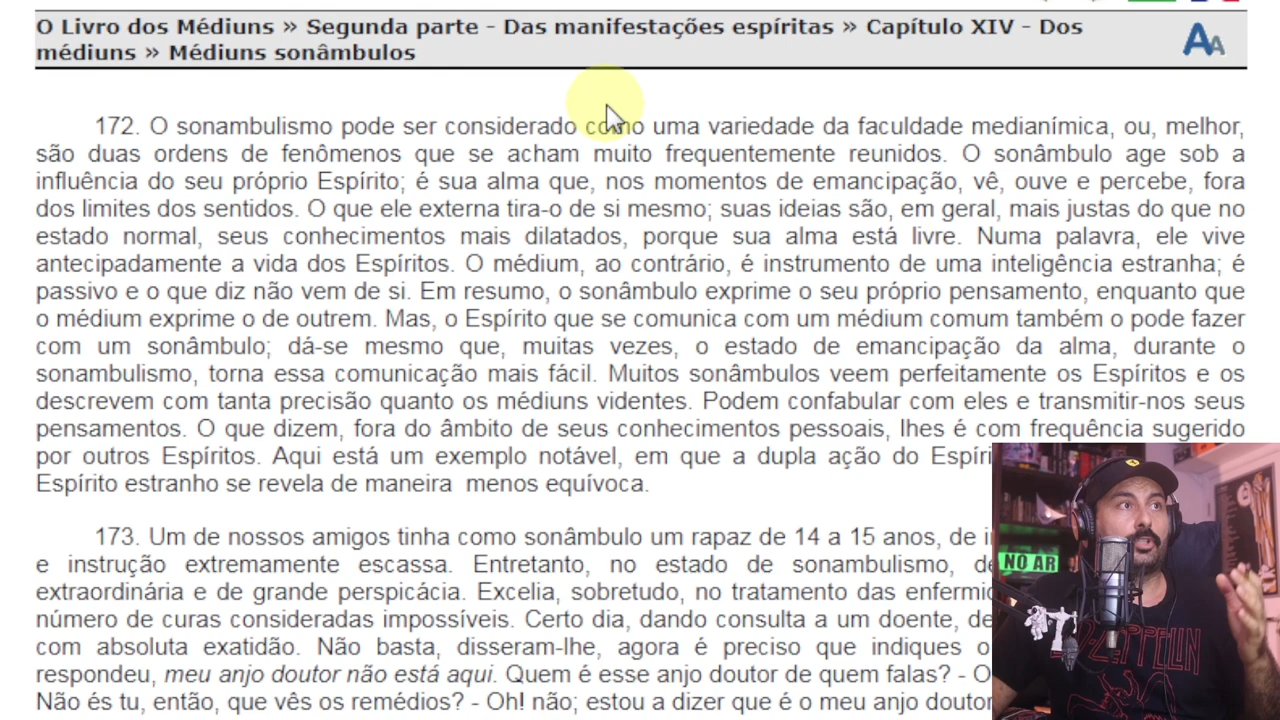 O Livro dos Médiuns » Segunda parte - Das manifestações espíritas » Capítulo XIV - Dos
médiuns » Médiuns sonâmbulos
AA
172. O sonambulismo pode ser considerado como uma variedade da faculdade medianímica, ou, melhor,
são duas ordens de fenômenos que se acham muito frequentemente reunidos. O sonâmbulo age sob a
influência do seu próprio Espírito; é sua alma que, nos momentos de emancipação, vê, ouve e percebe, fora
dos limites dos sentidos. O que ele externa tira-o de si mesmo; suas ideias são, em geral, mais justas do que no
estado normal, seus conhecimentos mais dilatados, porque sua alma está livre. Numa palavra, ele vive
antecipadamente a vida dos Espíritos. O médium, ao contrário, é instrumento de uma inteligência estranha; é
passivo e o que diz não vem de si. Em resumo, o sonâmbulo exprime o seu próprio pensamento, enquanto que
o médium exprime o de outrem. Mas, o Espírito que se comunica com um médium comum também o pode fazer
com um sonâmbulo; dá-se mesmo que, muitas vezes, o estado de emancipação da alma, durante o
sonambulismo, torna essa comunicação mais fácil. Muitos sonâmbulos veem perfeitamente os Espíritos e os
descrevem com tanta precisão quanto os médiuns videntes. Podem confabular com eles e transmitir-nos seus
pensamentos. O que dizem, fora do âmbito de seus conhecimentos pessoais, lhes é com frequência sugerido
por outros Espíritos. Aqui está um exemplo notável, em que a dupla ação do Espíri
Espírito estranho se revela de maneira menos equívoca.
173. Um de nossos amigos tinha como sonâmbulo um rapaz de 14 a 15 anos, de i
e instrução extremamente escassa. Entretanto, no estado de sonambulismo, de
extraordinária e de grande perspicácia. Excelia, sobretudo, no tratamento das enfermi
número de curas consideradas impossíveis. Certo dia, dando consulta a um doente, de
com absoluta exatidão. Não basta, disseram-lhe, agora é preciso que indiques o
respondeu, meu anjo doutor não está aqui. Quem é esse anjo doutor de quem falas? - O
Não és tu, então, que vês os remédios? - Oh! não; estou a dizer que é o meu anjo doutor
NO AR
ZEPPELIN